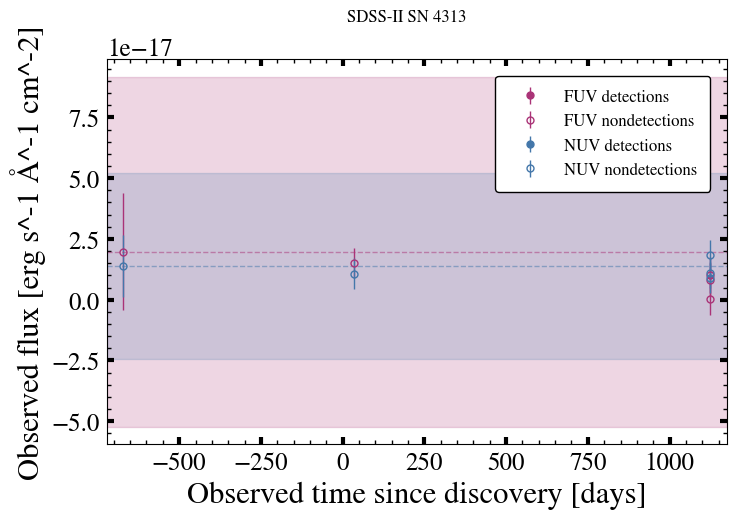 SDSS-II SN 4313
1e−17
Observed flux [erg s^-1 Å^-1 cm^-2]
7.5
5.0
2.5
0.0
−2.5
−5.0
FUV detections
FUV nondetections
NUV detections
NUV nondetections
−500 −250 0 250 500 750 1000
Observed time since discovery [days]